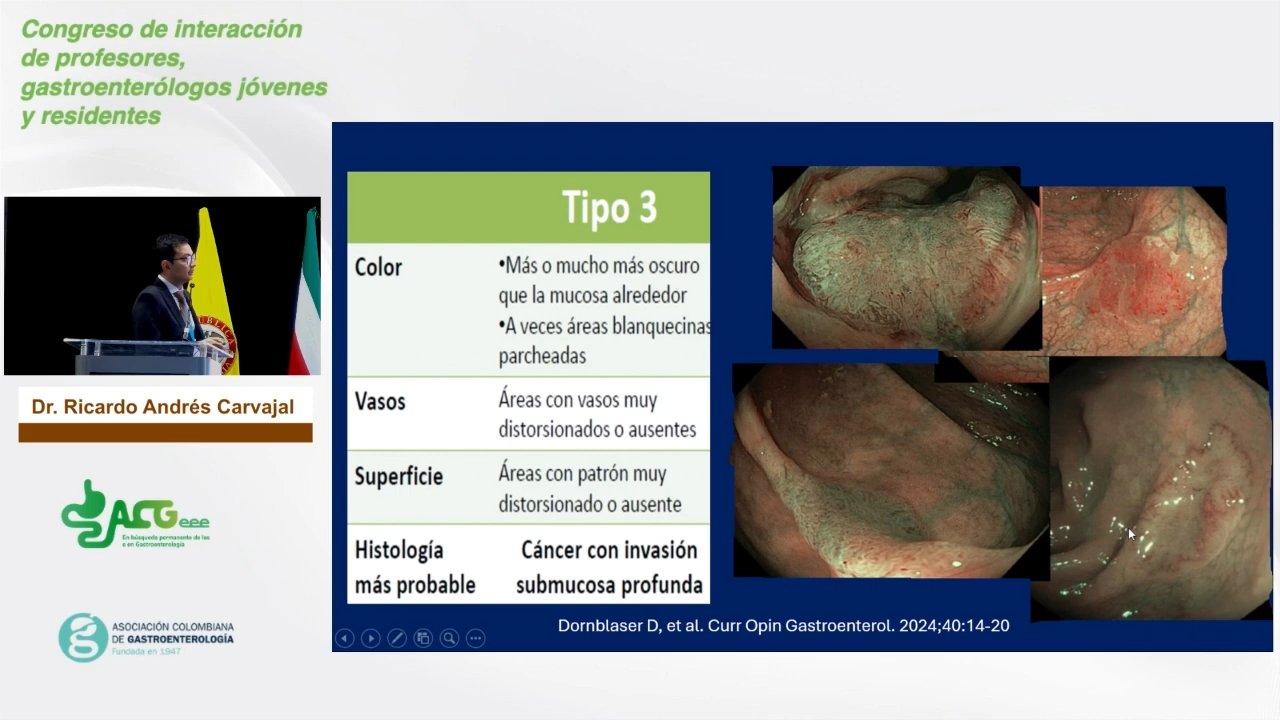 Congreso de interacción
de profesores,
gastroenterólogos jóvenes
y residentes
Dr. Ricardo Andrés Carvajal
ACGeee
En búsqueda permanente de la
e en Gastroenterología
ASOCIACIÓN COLOMBIANA
DE GASTROENTEROLOGÍA
Fundada en 1947
Tipo 3
Color
•Más o mucho más oscuro
que la mucosa alrededor
•A veces áreas blanquecinas
parcheadas
Vasos
Áreas con vasos muy
distorsionados o ausentes
Superficie
Áreas con patrón muy
distorsionado o ausente
Histología
más probable
Cáncer con invasión
submucosa profunda
Dornblaser D, et al. Curr Opin Gastroenterol. 2024;40:14-20